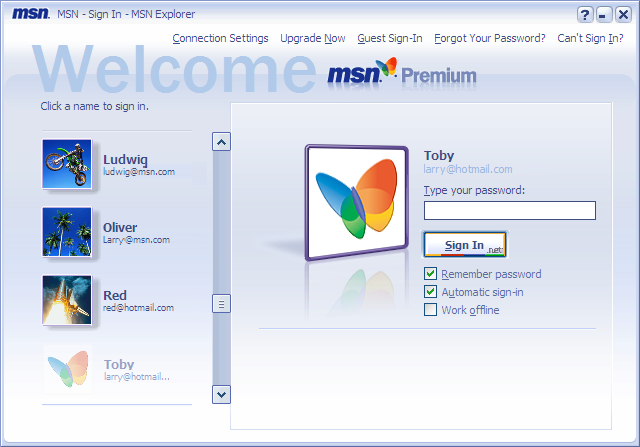 msn. MSN - Sign In - MSN Explorer
Connection Settings Upgrade Now Guest Sign-In Forgot Your Password? Can't Sign In?
Welcome
msn Premium
Click a name to sign in.
Ludwig
ludwig@msn.com
Oliver
Larry@msn.com
Red
red@hotmail.com
Toby
larry@hotmail...
Toby
larry@hotmail.com
Type your password:
Sign In .net
Remember password
Automatic sign-in
Work offline